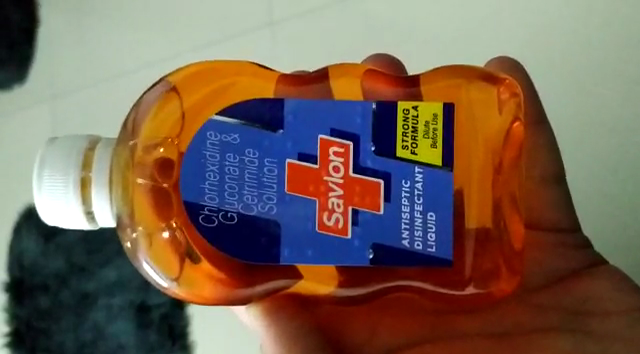 Chlorhexidine
Gluconate &
Cetrimide
Solution
Savlon
STRONG
FORMULA
Dilute
Before Use
ANTISEPTIC
DISINFECTANT
LIQUID